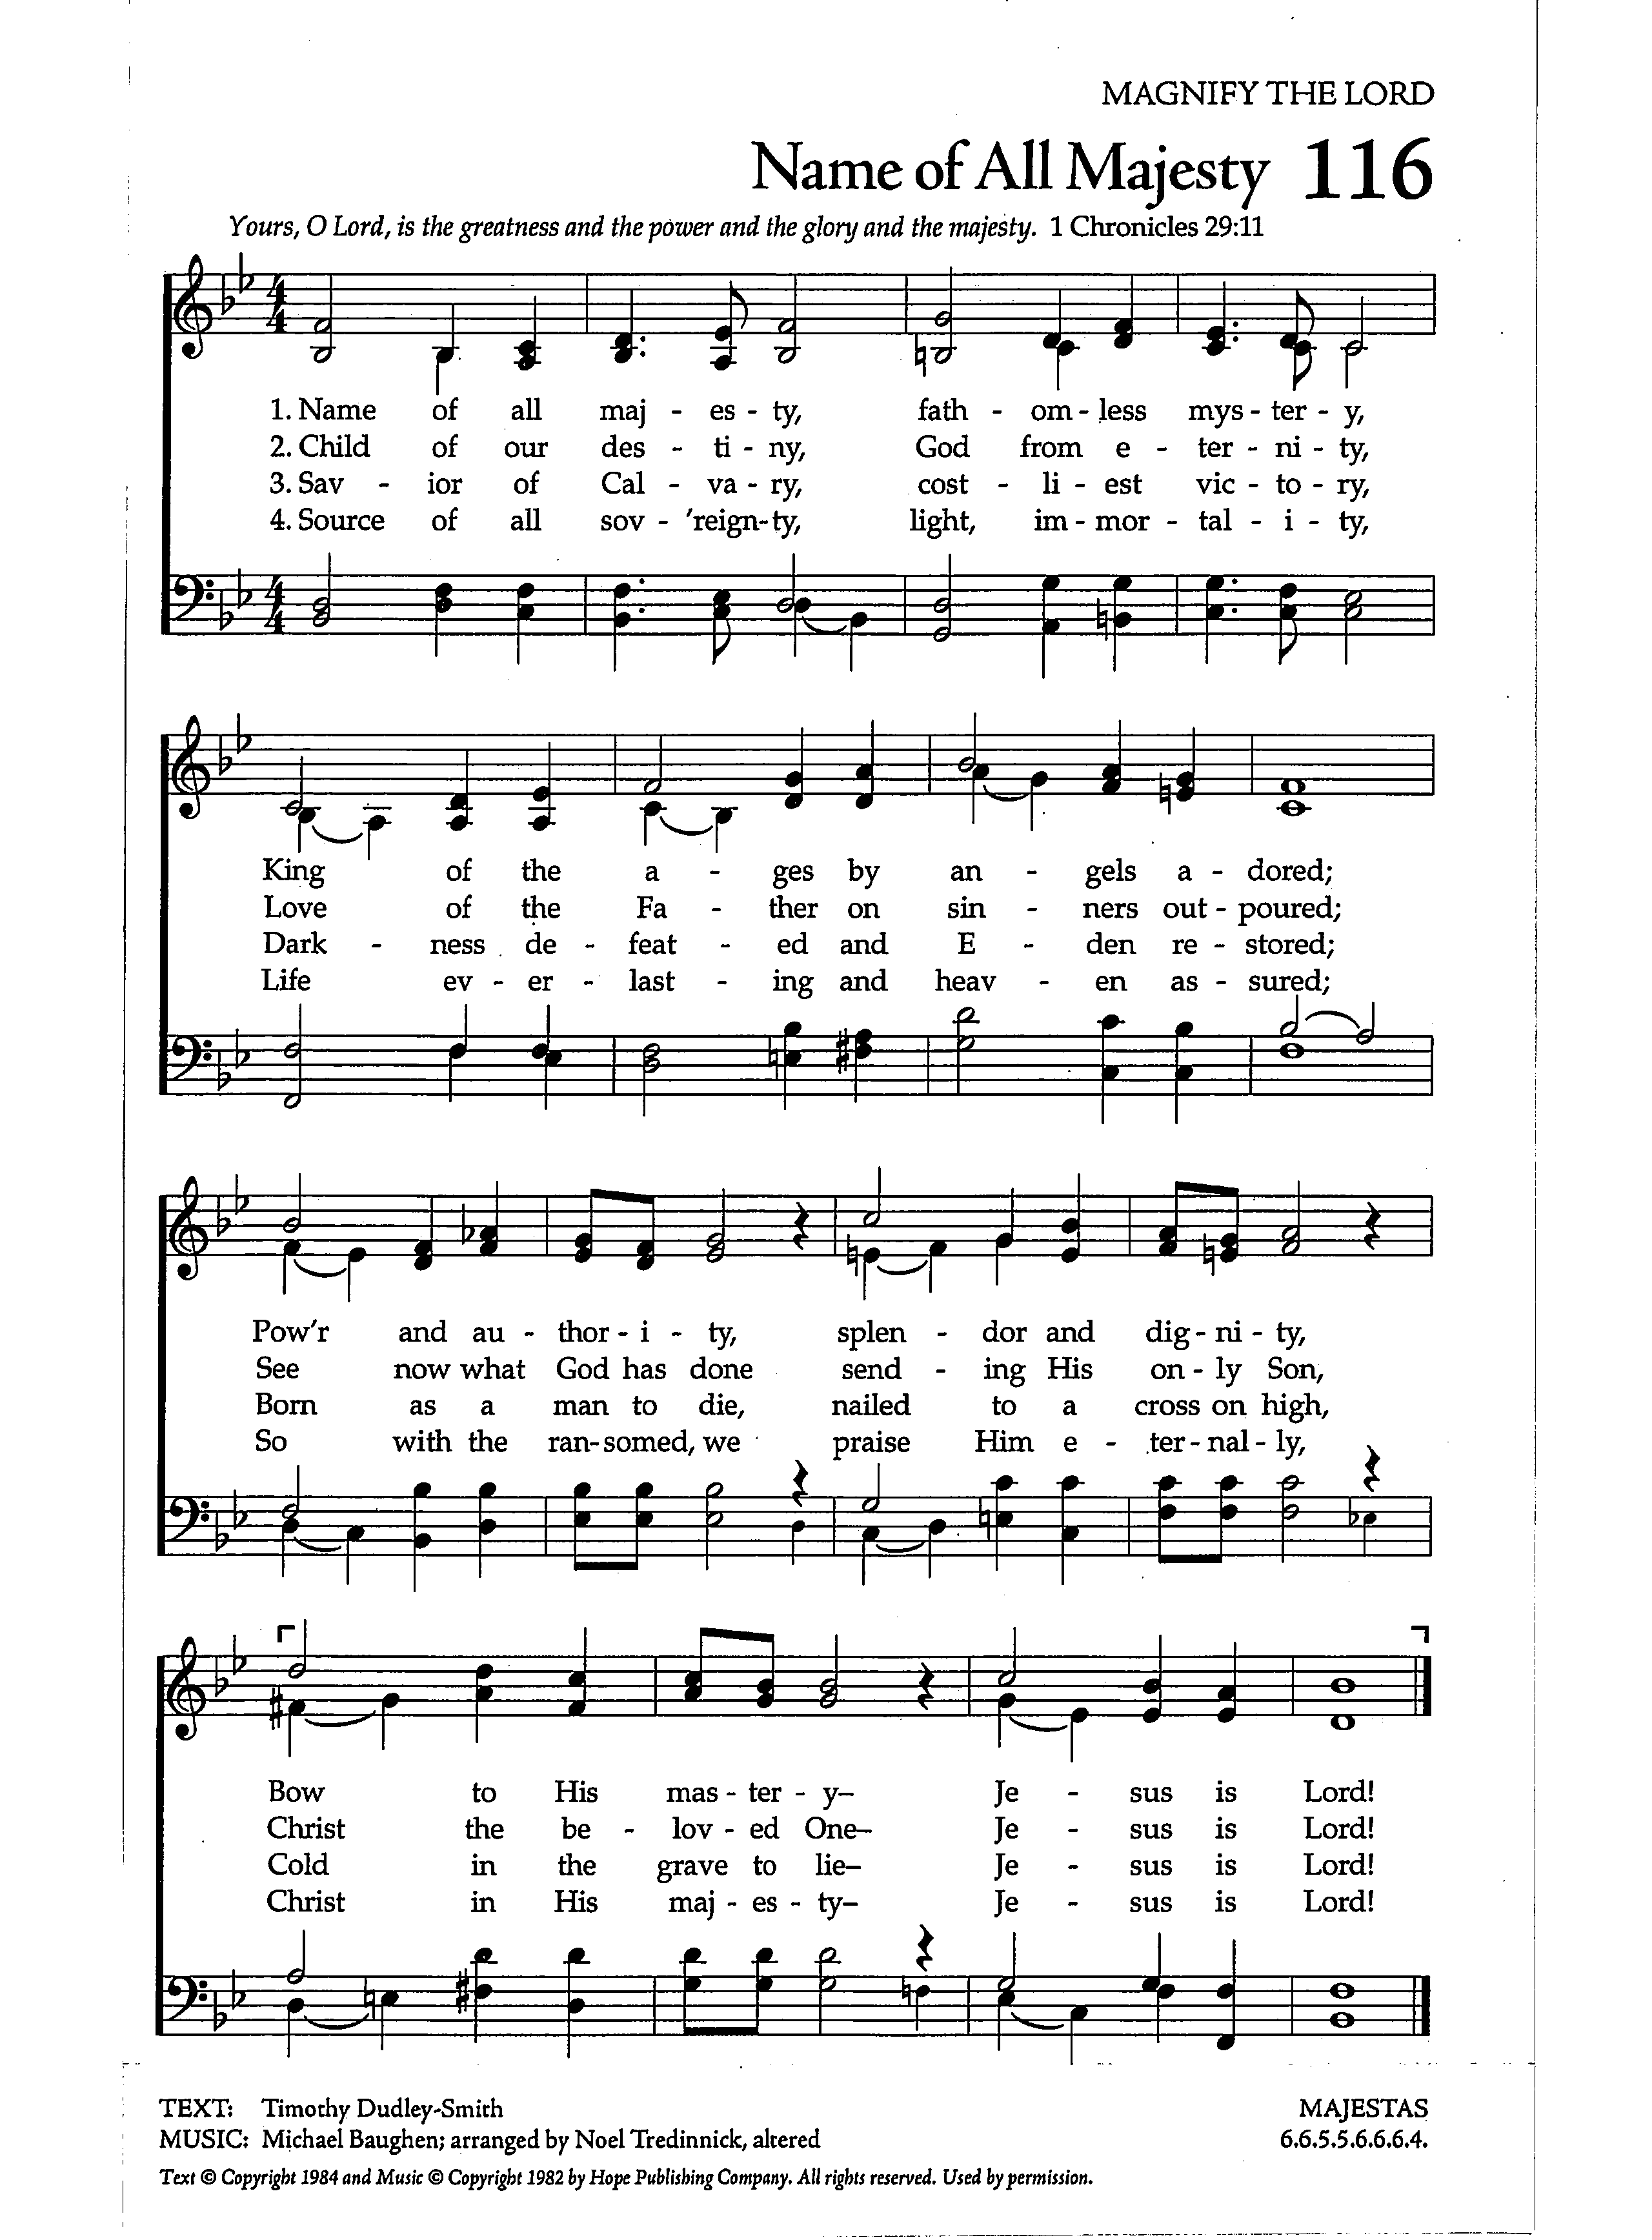 MAGNIFY THE LORD
Name of All Majesty 116
Yours, O Lord, is the greatness and the power and the glory and the majesty. 1 Chronicles 29:11
1. Name of all maj - es - ty, fath - om - less mys - ter - y,
2. Child of our des - ti - ny, God from e - ter - ni - ty,
3. Sav - ior of Cal - va - ry, cost - li - est vic - to - ry,
4. Source of all sov - 'reign - ty, light, im - mor - tal - i - ty,
King of the a - ges by an - gels a - dored;
Love of the Fa - ther on sin - ners out - poured;
Dark - ness de - feat - ed and E - den re - stored;
Life ev - er - last - ing and heav - en as - sured;
Pow'r and au - thor - i - ty, splen - dor and dig - ni - ty,
See now what God has done send - ing His on - ly Son,
Born as a man to die, nailed to a cross on high,
So with the ran - somed, we praise Him e - ter - nal - ly,
Bow to His mas - ter - y– Je - sus is Lord!
Christ the be - lov - ed One– Je - sus is Lord!
Cold in the grave to lie– Je - sus is Lord!
Christ in His maj - es - ty– Je - sus is Lord!
TEXT: Timothy Dudley-Smith MAJESTAS
MUSIC: Michael Baughen; arranged by Noel Tredinnick, altered 6.6.5.5.6.6.6.4.
Text © Copyright 1984 and Music © Copyright 1982 by Hope Publishing Company. All rights reserved. Used by permission.